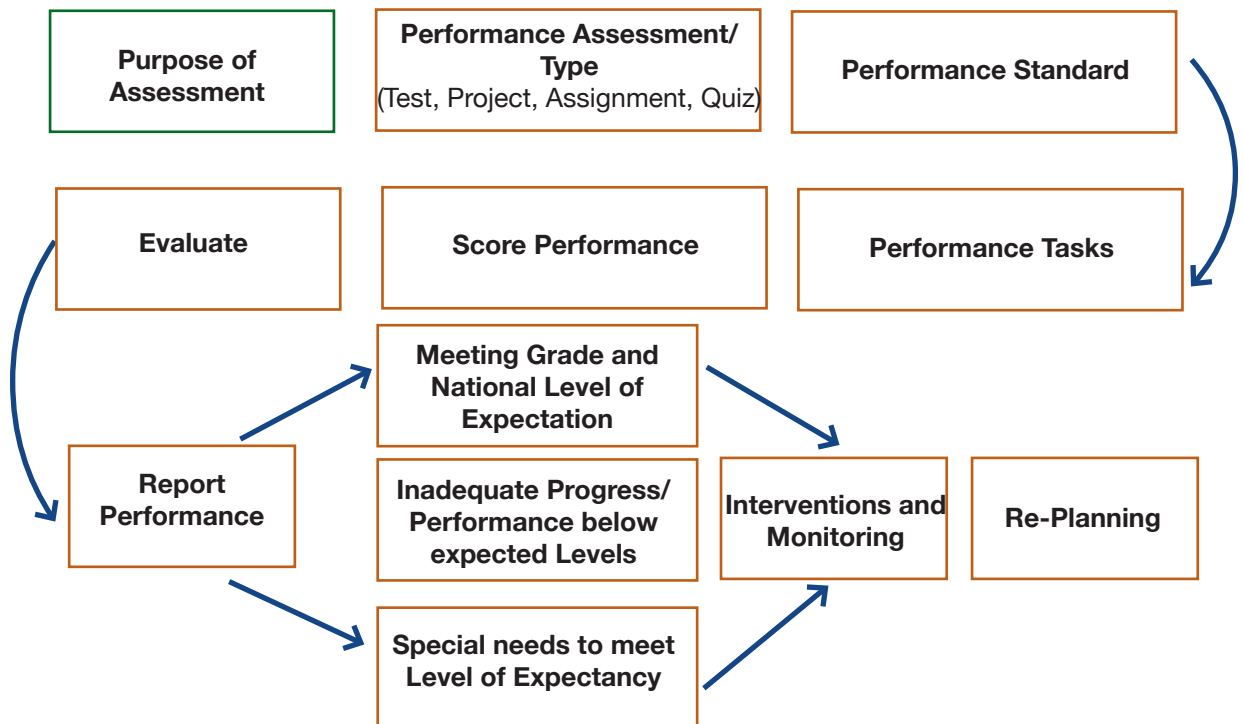 Purpose of
Assessment
Performance Assessment/
Type
(Test, Project, Assignment, Quiz)
Performance Standard
Evaluate
Score Performance
Performance Tasks
Meeting Grade and
National Level of
Expectation
Report
Performance
Inadequate Progress/
Performance below
expected Levels
Interventions and
Monitoring
Re-Planning
Special needs to meet
Level of Expectancy